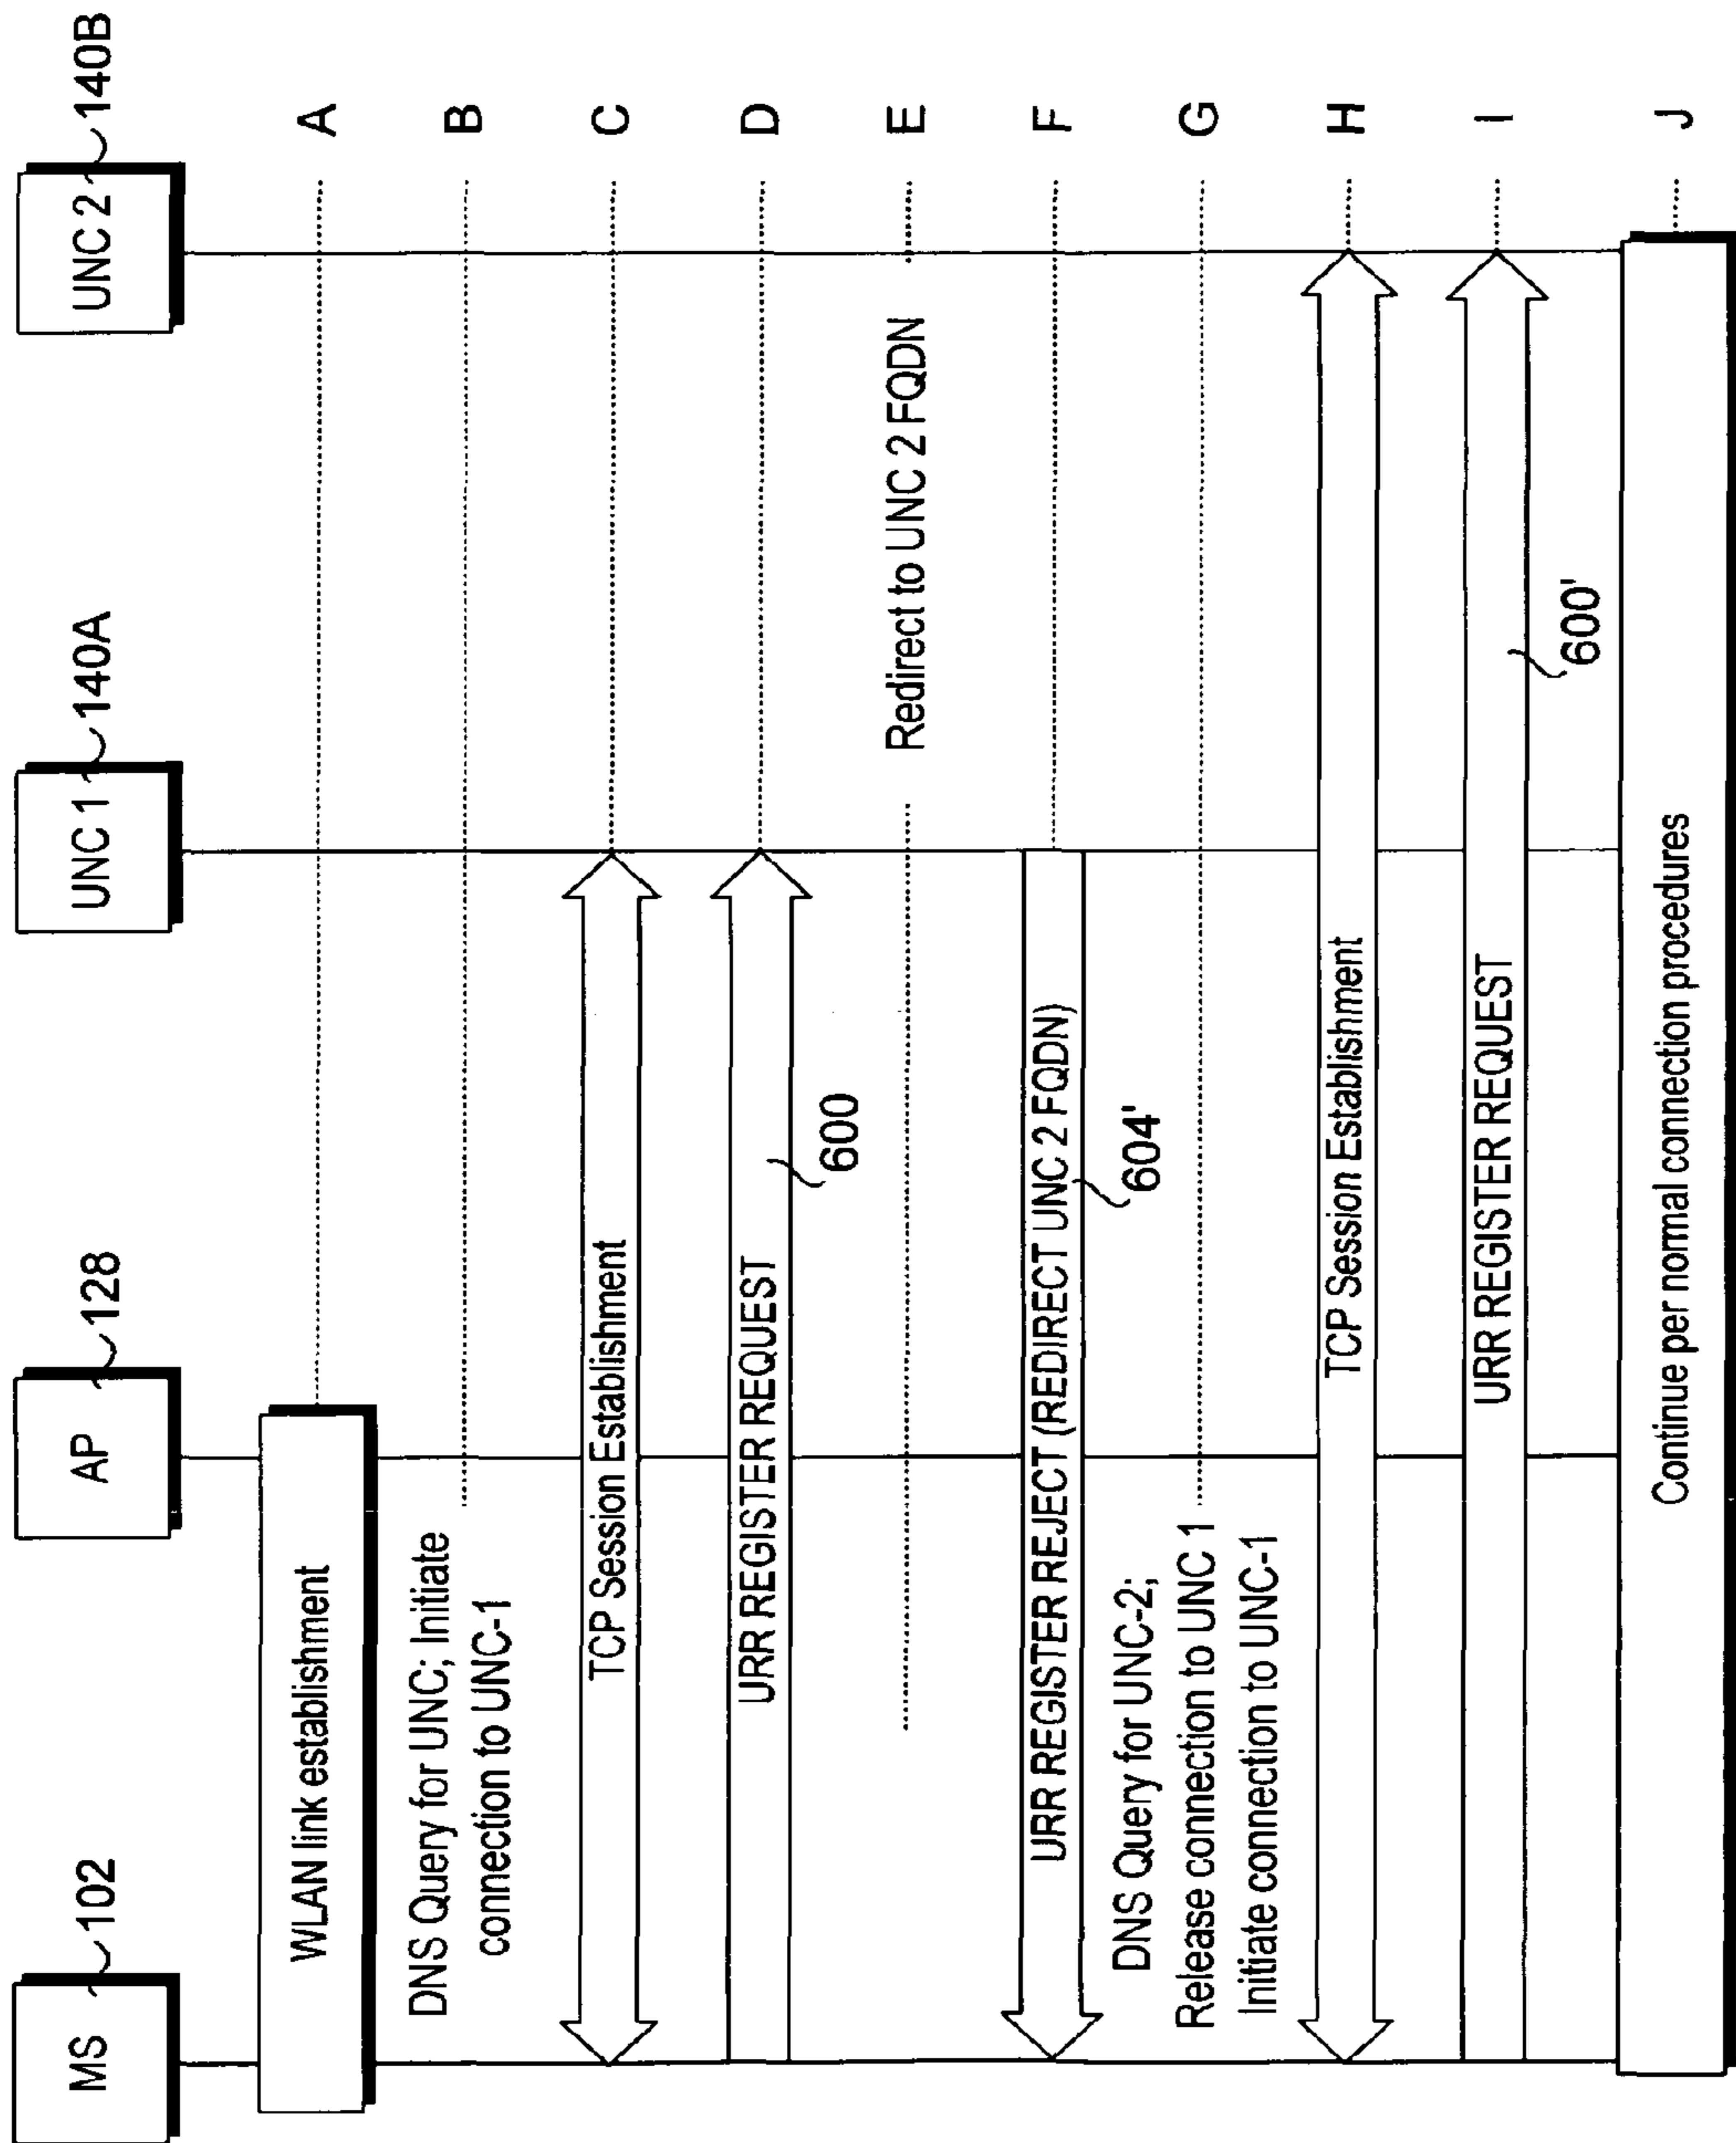 MS
102
AP
128
UNC 1
140A
UNC 2
140B
WLAN link establishment
A
DNS Query for UNC; Initiate
connection to UNC-1
B
TCP Session Establishment
C
URR REGISTER REQUEST
600
D
Redirect to UNC 2 FQDN
E
URR REGISTER REJECT (REDIRECT UNC 2 FQDN)
604'
F
DNS Query for UNC-2;
Release connection to UNC 1
Initiate connection to UNC-1
G
TCP Session Establishment
H
URR REGISTER REQUEST
600'
I
Continue per normal connection procedures
J